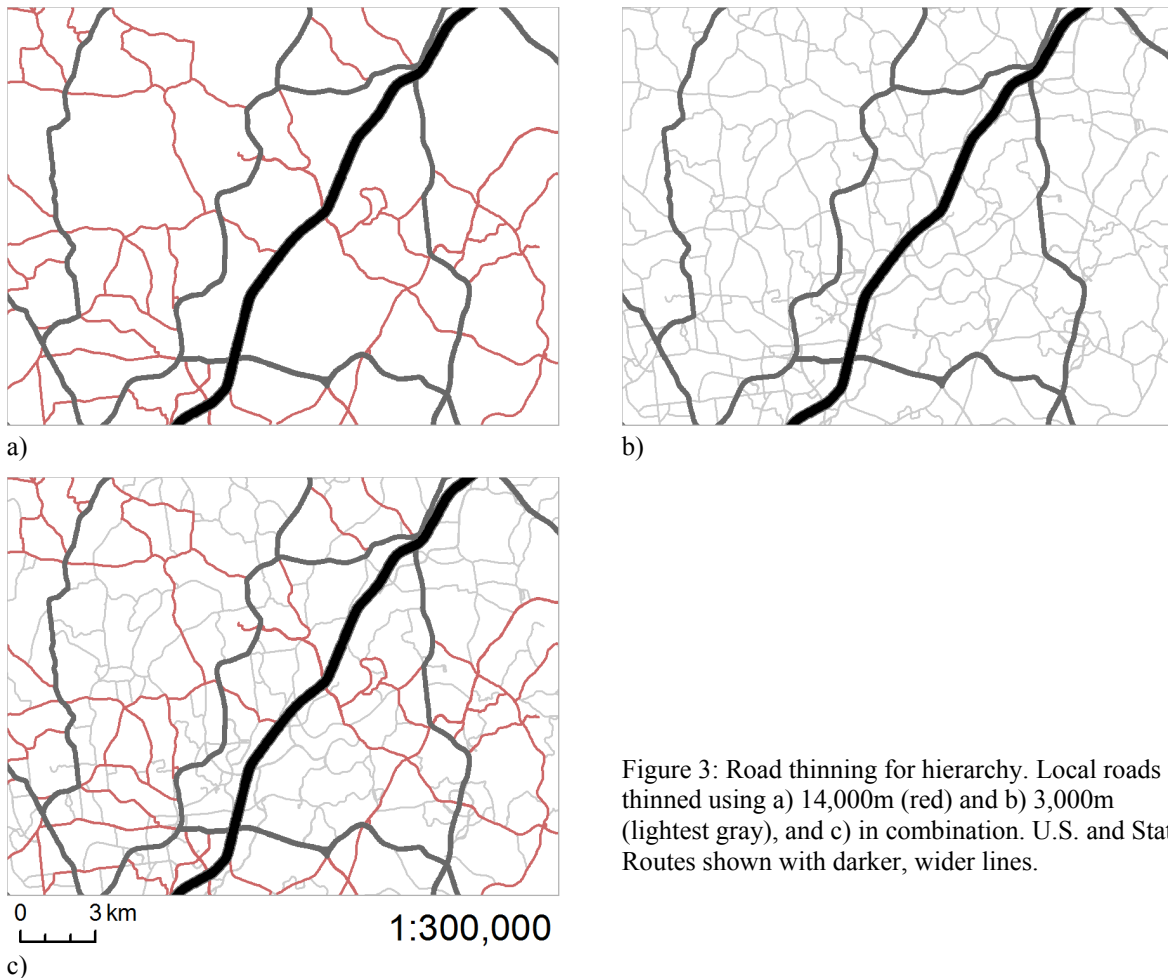 a)
b)
0 3 km
1:300,000
c)
Figure 3: Road thinning for hierarchy. Local roads
thinned using a) 14,000m (red) and b) 3,000m
(lightest gray), and c) in combination. U.S. and Stat
Routes shown with darker, wider lines.